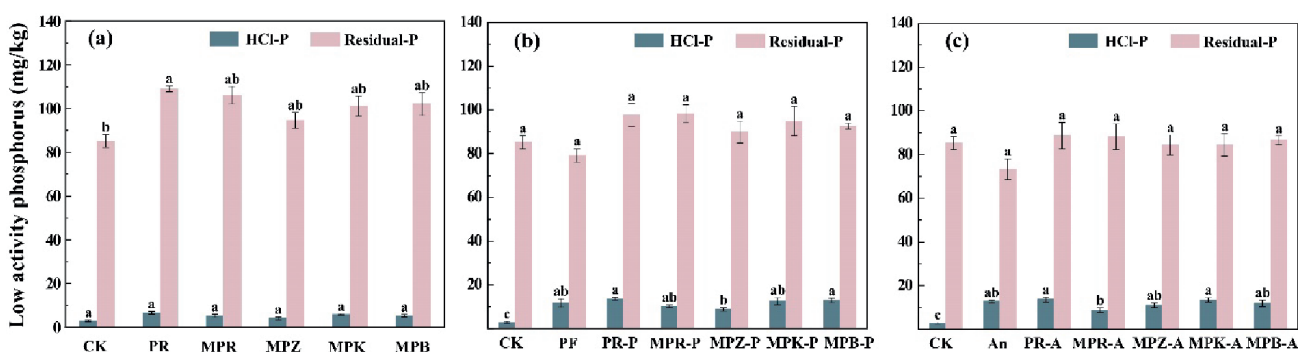 Low activity phosphorus (mg/kg)
140
120
100
80
60
40
20
0
(a)
HCl-P
Residual-P
b
a
ab
ab
ab
ab
a
a
a
a
a
a
CK
PR
MPR
MPZ
MPK
MPB
140
120
100
80
60
40
20
0
(b)
HCl-P
Residual-P
a
a
a
a
a
a
a
c
ab
a
ab
b
ab
a
CK
PF
PR-P
MPR-P
MPZ-P
MPK-P
MPB-P
140
120
100
80
60
40
20
0
(c)
HCl-P
Residual-P
a
a
a
a
a
a
a
c
ab
a
b
ab
a
ab
CK
An
PR-A
MPR-A
MPZ-A
MPK-A
MPB-A